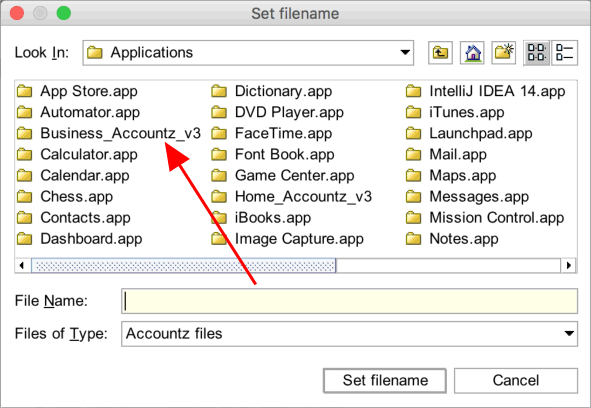 Set filename
Look In: Applications
App Store.app Dictionary.app IntelliJ IDEA 14.app
Automator.app DVD Player.app iTunes.app
Business_Accountz_v3 FaceTime.app Launchpad.app
Calculator.app Font Book.app Mail.app
Calendar.app Game Center.app Maps.app
Chess.app Home_Accountz_v3 Messages.app
Contacts.app iBooks.app Mission Control.app
Dashboard.app Image Capture.app Notes.app
File Name:
Files of Type: Accountz files
Set filename Cancel